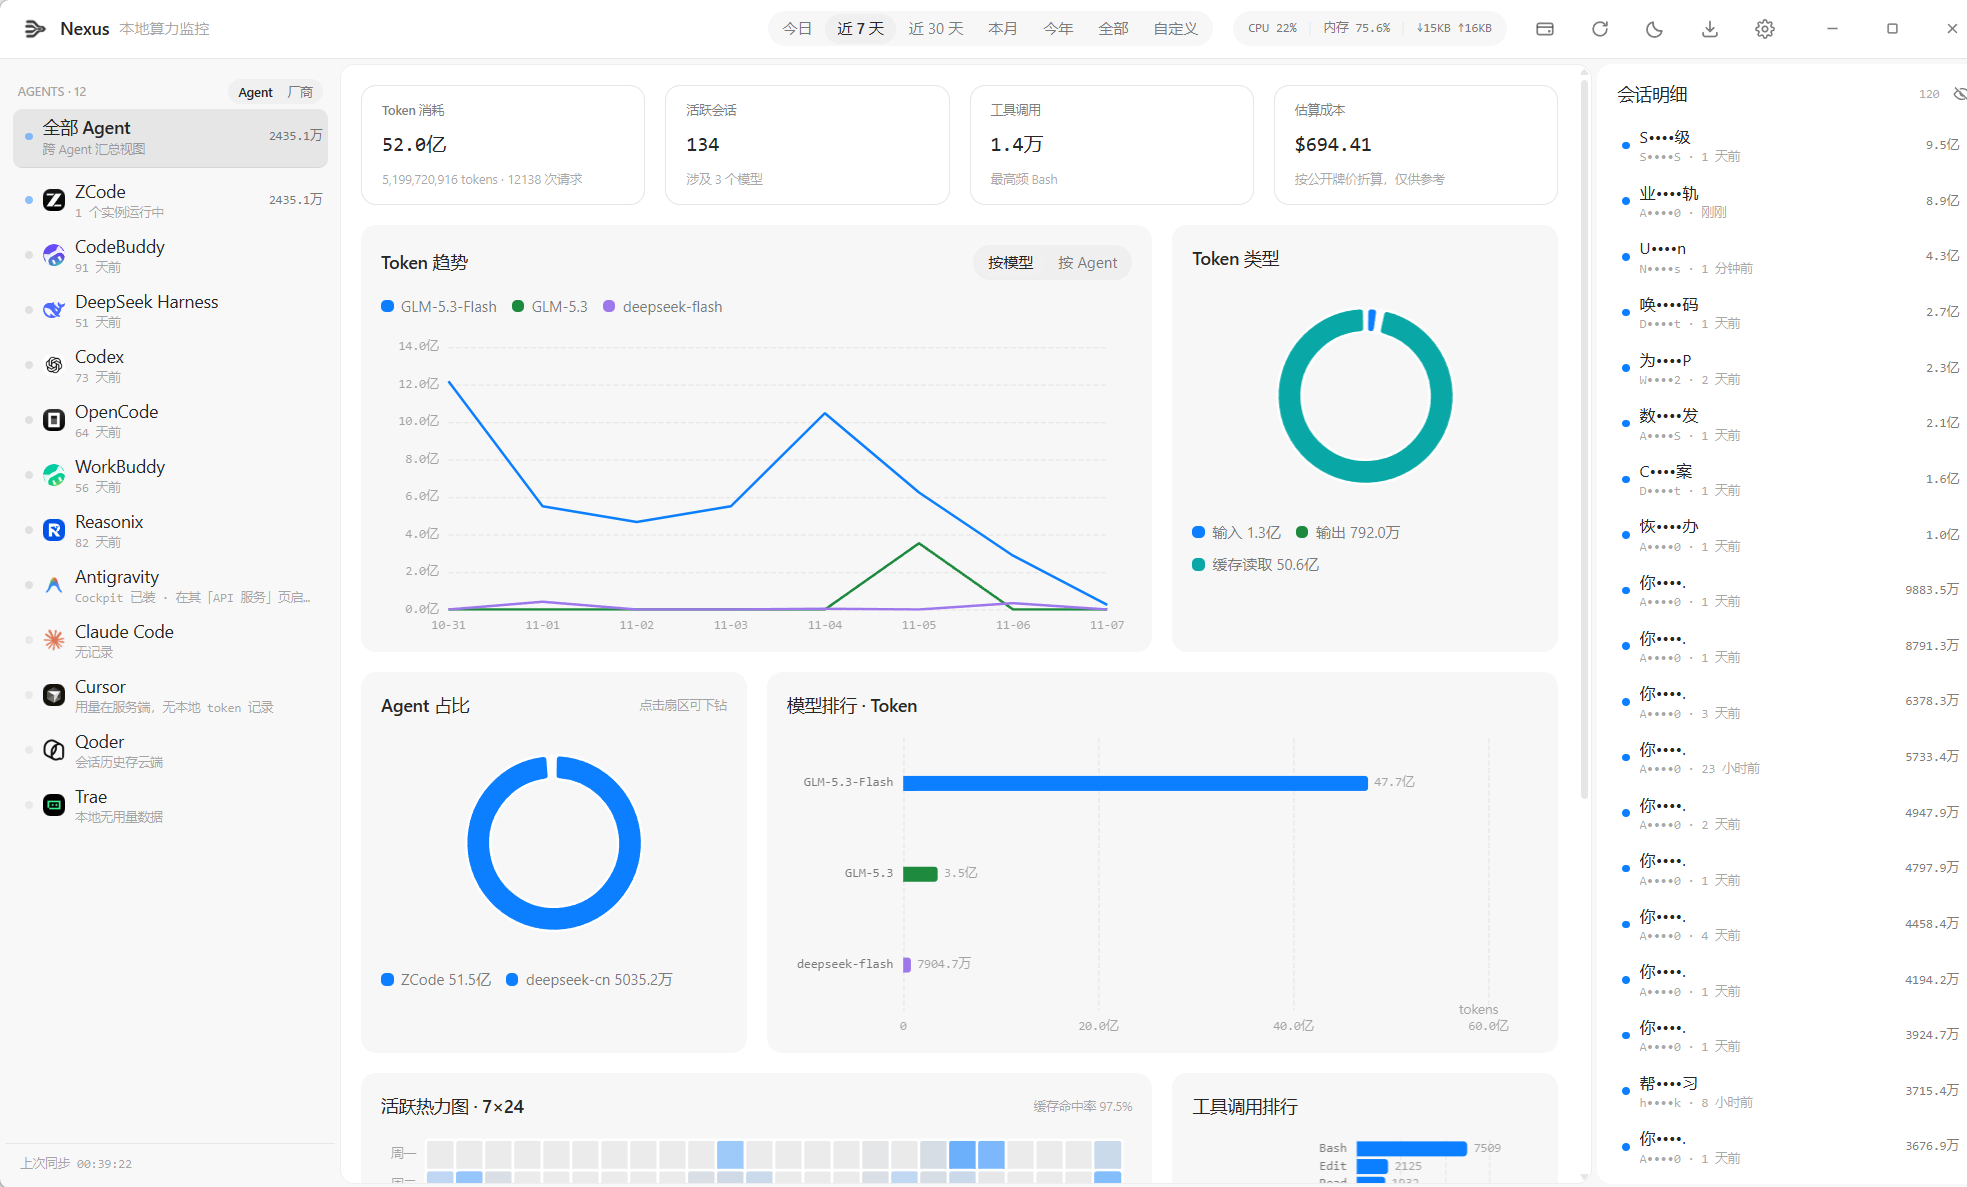 Nexus 本地算力监控
今日 近 7 天 近 30 天 本月 今年 全部 自定义
CPU 22% 内存 75.6% ↓15KB ↑16KB
AGENTS · 12
Agent 厂商
全部 Agent 2435.1万
跨 Agent 汇总视图
ZCode 2435.1万
1 个实例运行中
CodeBuddy
91 天前
DeepSeek Harness
51 天前
Codex
73 天前
OpenCode
64 天前
WorkBuddy
56 天前
Reasonix
82 天前
Antigravity
Cockpit 已装 · 在其「API 服务」页启...
Claude Code
无记录
Cursor
用量在服务端，无本地 token 记录
Qoder
会话历史存云端
Trae
本地无用量数据
上次同步 00:39:22
Token 消耗
52.0亿
5,199,720,916 tokens · 12138 次请求
活跃会话
134
涉及 3 个模型
工具调用
1.4万
最高频 Bash
估算成本
$694.41
按公开牌价折算，仅供参考
Token 趋势
按模型 按 Agent
GLM-5.3-Flash GLM-5.3 deepseek-flash
14.0亿
12.0亿
10.0亿
8.0亿
6.0亿
4.0亿
2.0亿
0.0亿
10-31 11-01 11-02 11-03 11-04 11-05 11-06 11-07
Token 类型
输入 1.3亿 输出 792.0万
缓存读取 50.6亿
Agent 占比
点击扇区可下钻
ZCode 51.5亿 deepseek-cn 5035.2万
模型排行 · Token
GLM-5.3-Flash 47.7亿
GLM-5.3 3.5亿
deepseek-flash 7904.7万
tokens
0 20.0亿 40.0亿 60.0亿
活跃热力图 · 7×24
缓存命中率 97.5%
周一
周二
工具调用排行
Bash 7509
Edit 2125
Read 1932
会话明细 120
S••••级 9.5亿
S••••S · 1 天前
业••••轨 8.9亿
A••••0 · 刚刚
U••••n 4.3亿
N••••s · 1 分钟前
唤••••码 2.7亿
D••••t · 1 天前
为••••P 2.3亿
W••••2 · 2 天前
数••••发 2.1亿
A••••S · 1 天前
C••••案 1.6亿
D••••t · 1 天前
恢••••办 1.0亿
A••••0 · 1 天前
你••••. 9883.5万
A••••0 · 1 天前
你••••. 8791.3万
A••••0 · 1 天前
你••••. 6378.3万
A••••0 · 3 天前
你••••. 5733.4万
A••••0 · 23 小时前
你••••. 4947.9万
A••••0 · 2 天前
你••••. 4797.9万
A••••0 · 1 天前
你••••. 4458.4万
A••••0 · 4 天前
你••••. 4194.2万
A••••0 · 1 天前
你••••. 3924.7万
A••••0 · 1 天前
帮••••习 3715.4万
h••••k · 8 小时前
你••••. 3676.9万
A••••0 · 1 天前